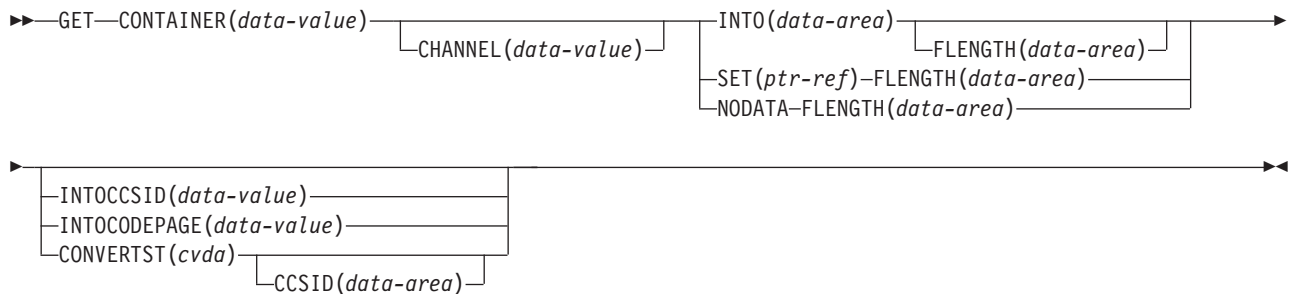 GET CONTAINER(data-value) INTO(data-area)
CHANNEL(data-value) FLENGTH(data-area)
SET(ptr-ref) FLENGTH(data-area)
NODATA FLENGTH(data-area)
INTOCCSID(data-value)
INTOCODEPAGE(data-value)
CONVERTST(cvda)
CCSID(data-area)